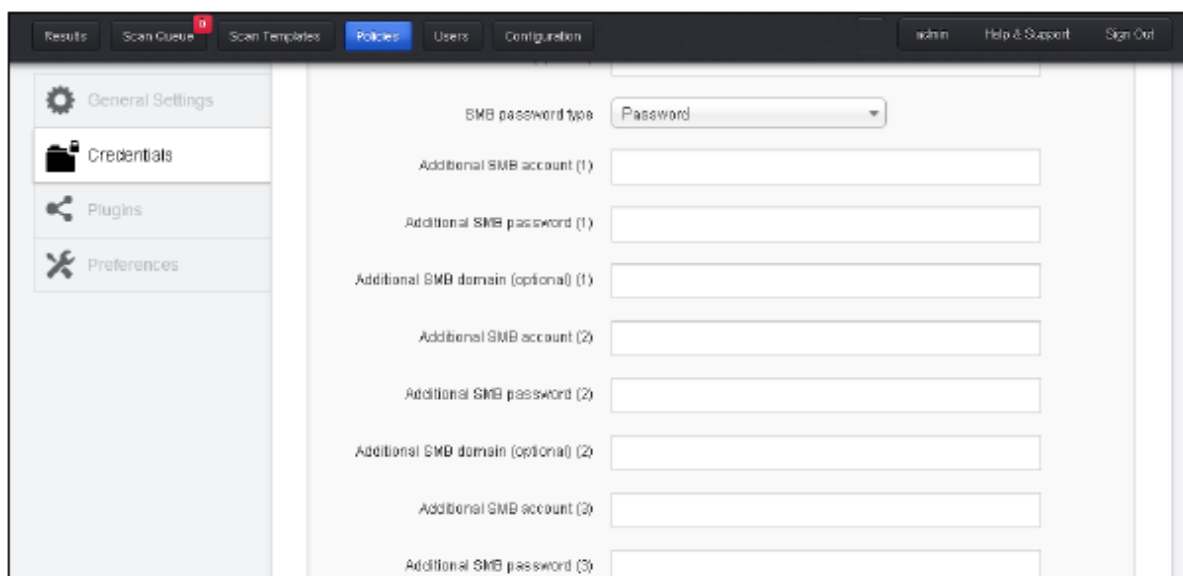 Results Scan Queue 0 Scan Templates Policies Users Configuration admin Help & Support Sign Out
General Settings
Credentials
Plugins
Preferences
SMB password type Password
Additional SMB account (1)
Additional SMB password (1)
Additional SMB domain (optional) (1)
Additional SMB account (2)
Additional SMB password (2)
Additional SMB domain (optional) (2)
Additional SMB account (3)
Additional SMB password (3)